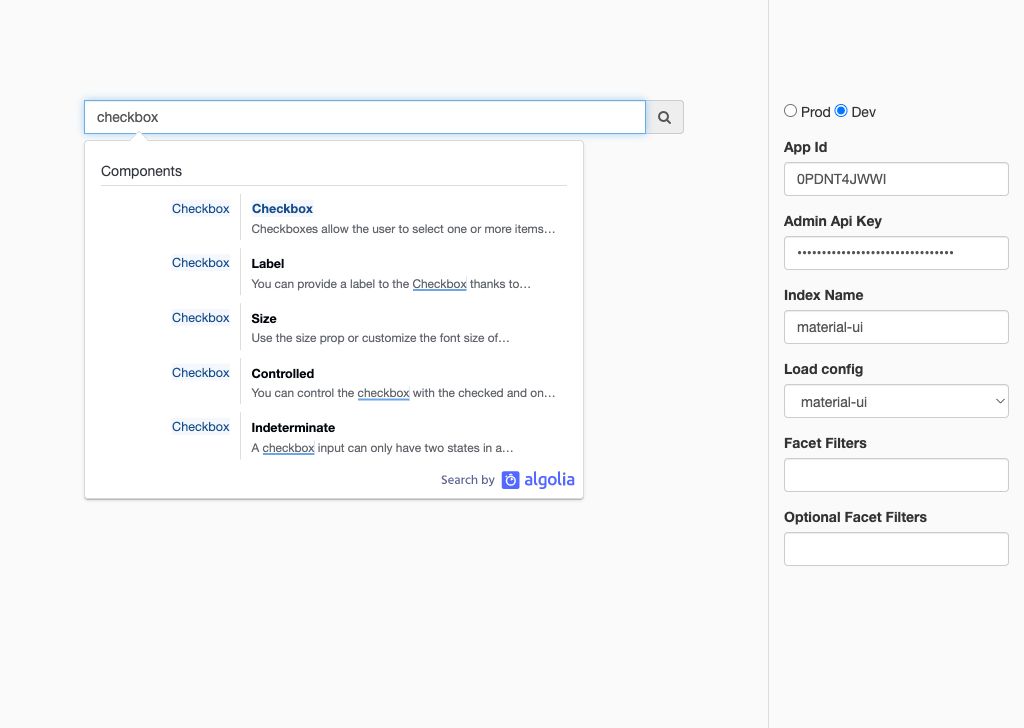 checkbox
Components
Checkbox Checkbox
Checkboxes allow the user to select one or more items…
Checkbox Label
You can provide a label to the Checkbox thanks to…
Checkbox Size
Use the size prop or customize the font size of…
Checkbox Controlled
You can control the checkbox with the checked and on…
Checkbox Indeterminate
A checkbox input can only have two states in a…
Search by algolia
Prod Dev
App Id
0PDNT4JWWI
Admin Api Key
Index Name
material-ui
Load config
material-ui
Facet Filters
Optional Facet Filters